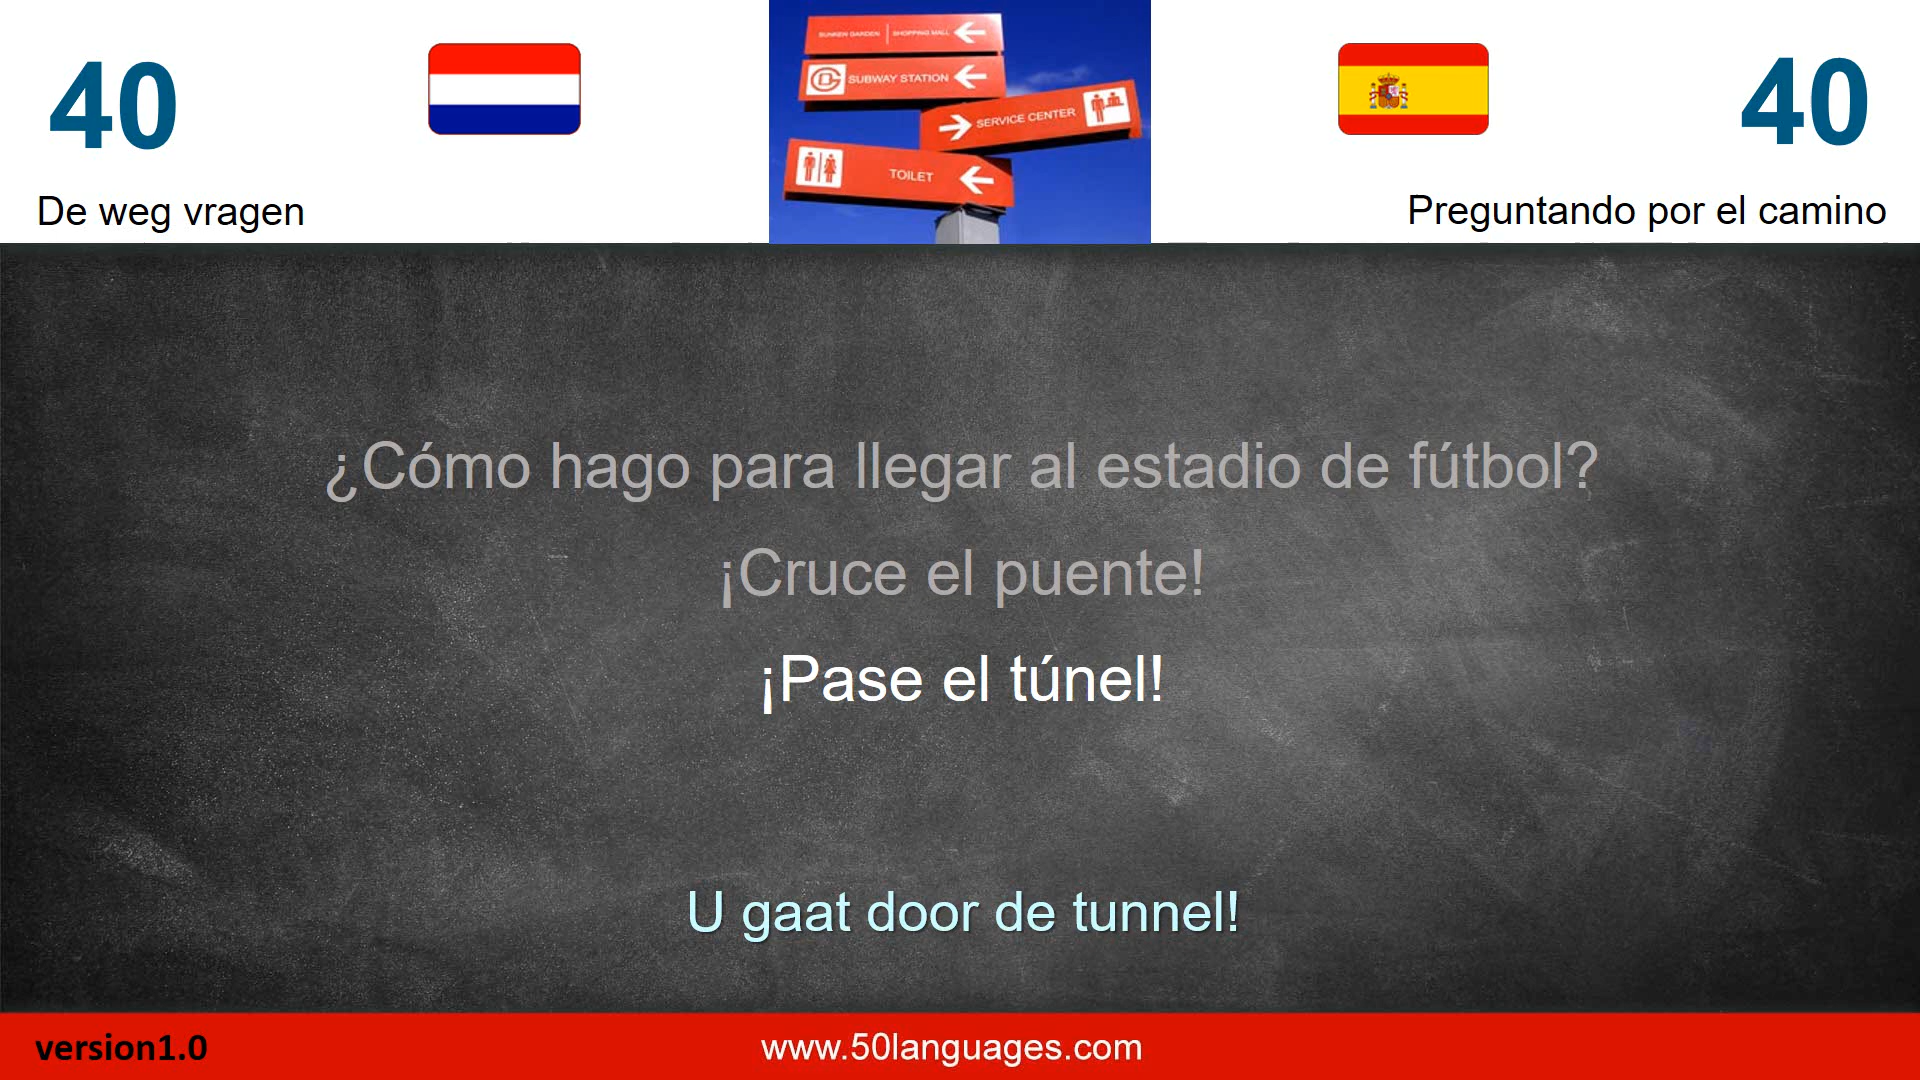 40
40
De weg vragen
Preguntando por el camino
SUNKEN GARDEN | SHOPPING MALL
SUBWAY STATION
SERVICE CENTER
TOILET
¿Cómo hago para llegar al estadio de fútbol?
¡Cruce el puente!
¡Pase el túnel!
U gaat door de tunnel!
version1.0
www.50languages.com